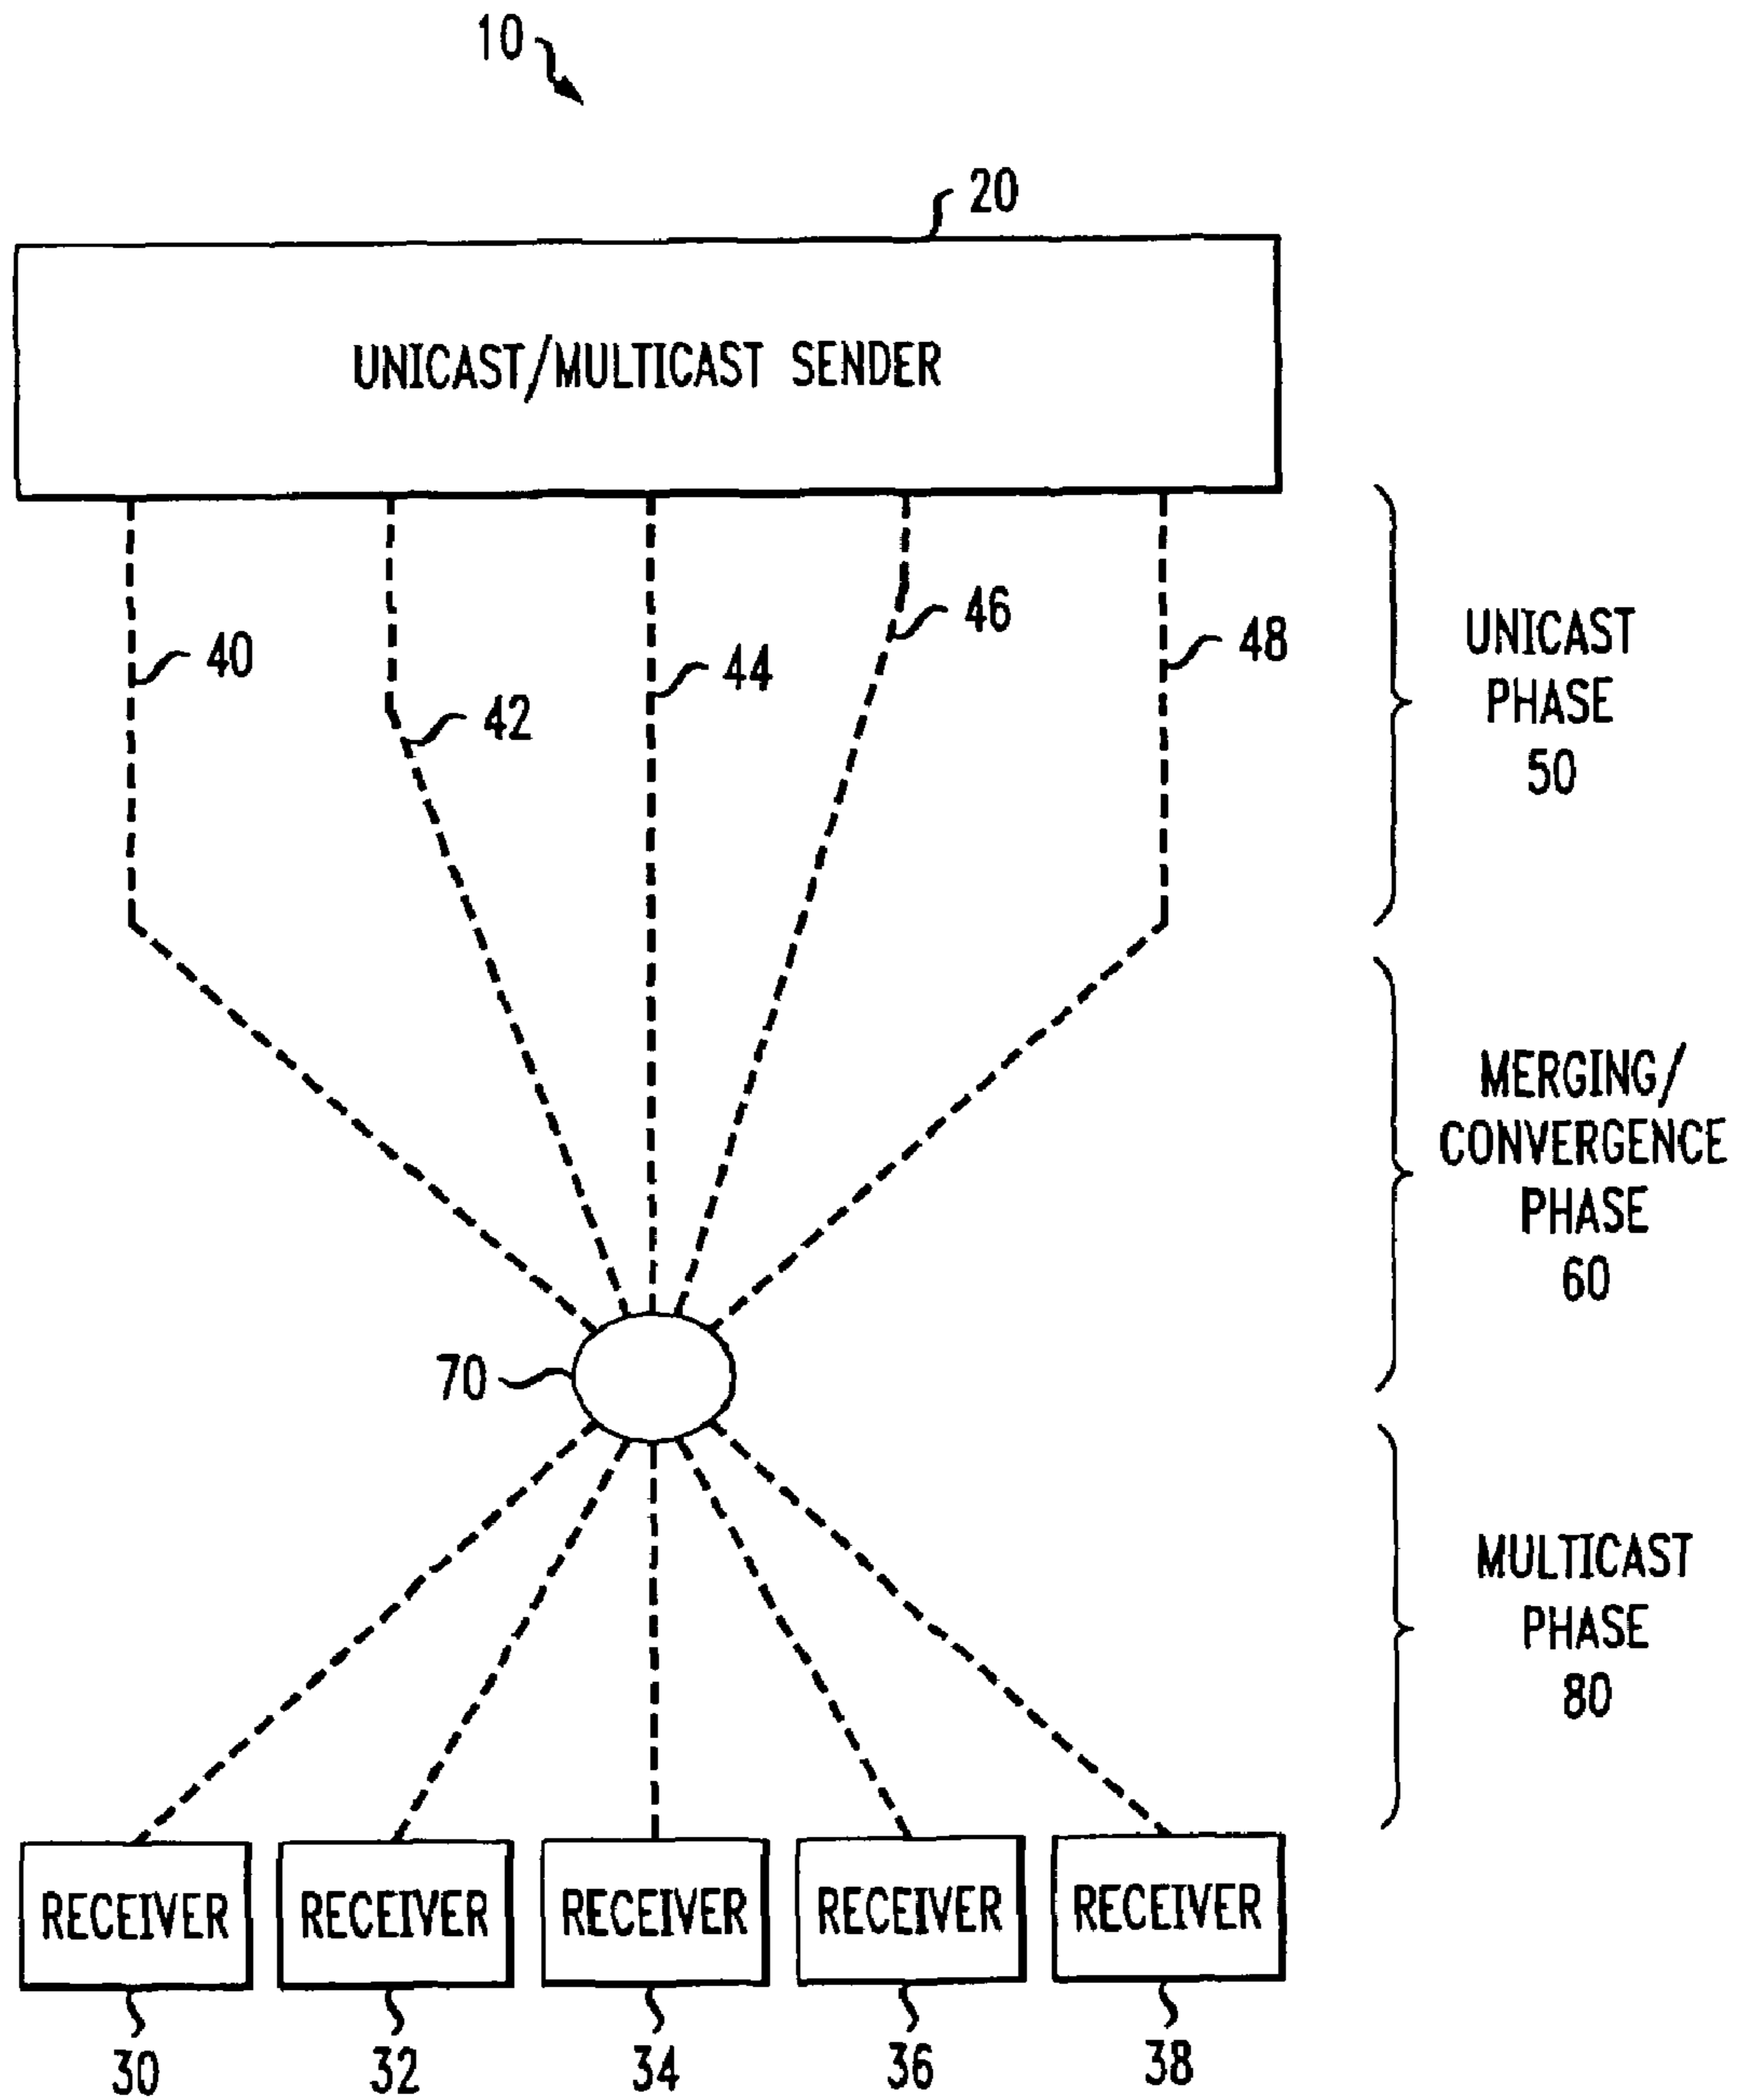 10
20
UNICAST/MULTICAST SENDER
40
42
44
46
48
UNICAST
PHASE
50
MERGING/
CONVERGENCE
PHASE
60
70
MULTICAST
PHASE
80
RECEIVER RECEIVER RECEIVER RECEIVER RECEIVER
30 32 34 36 38